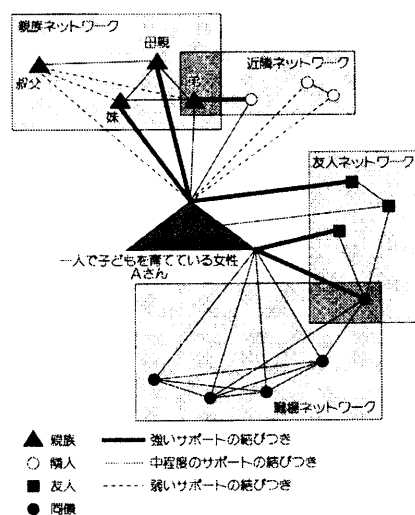 親族ネットワーク
母親
近隣ネットワーク
叔父
子
妹
友人ネットワーク
一人で子どもを育てている女性
Aさん
職場ネットワーク
親族 強いサポートの結びつき
隣人 中程度のサポートの結びつき
友人 弱いサポートの結びつき
同僚